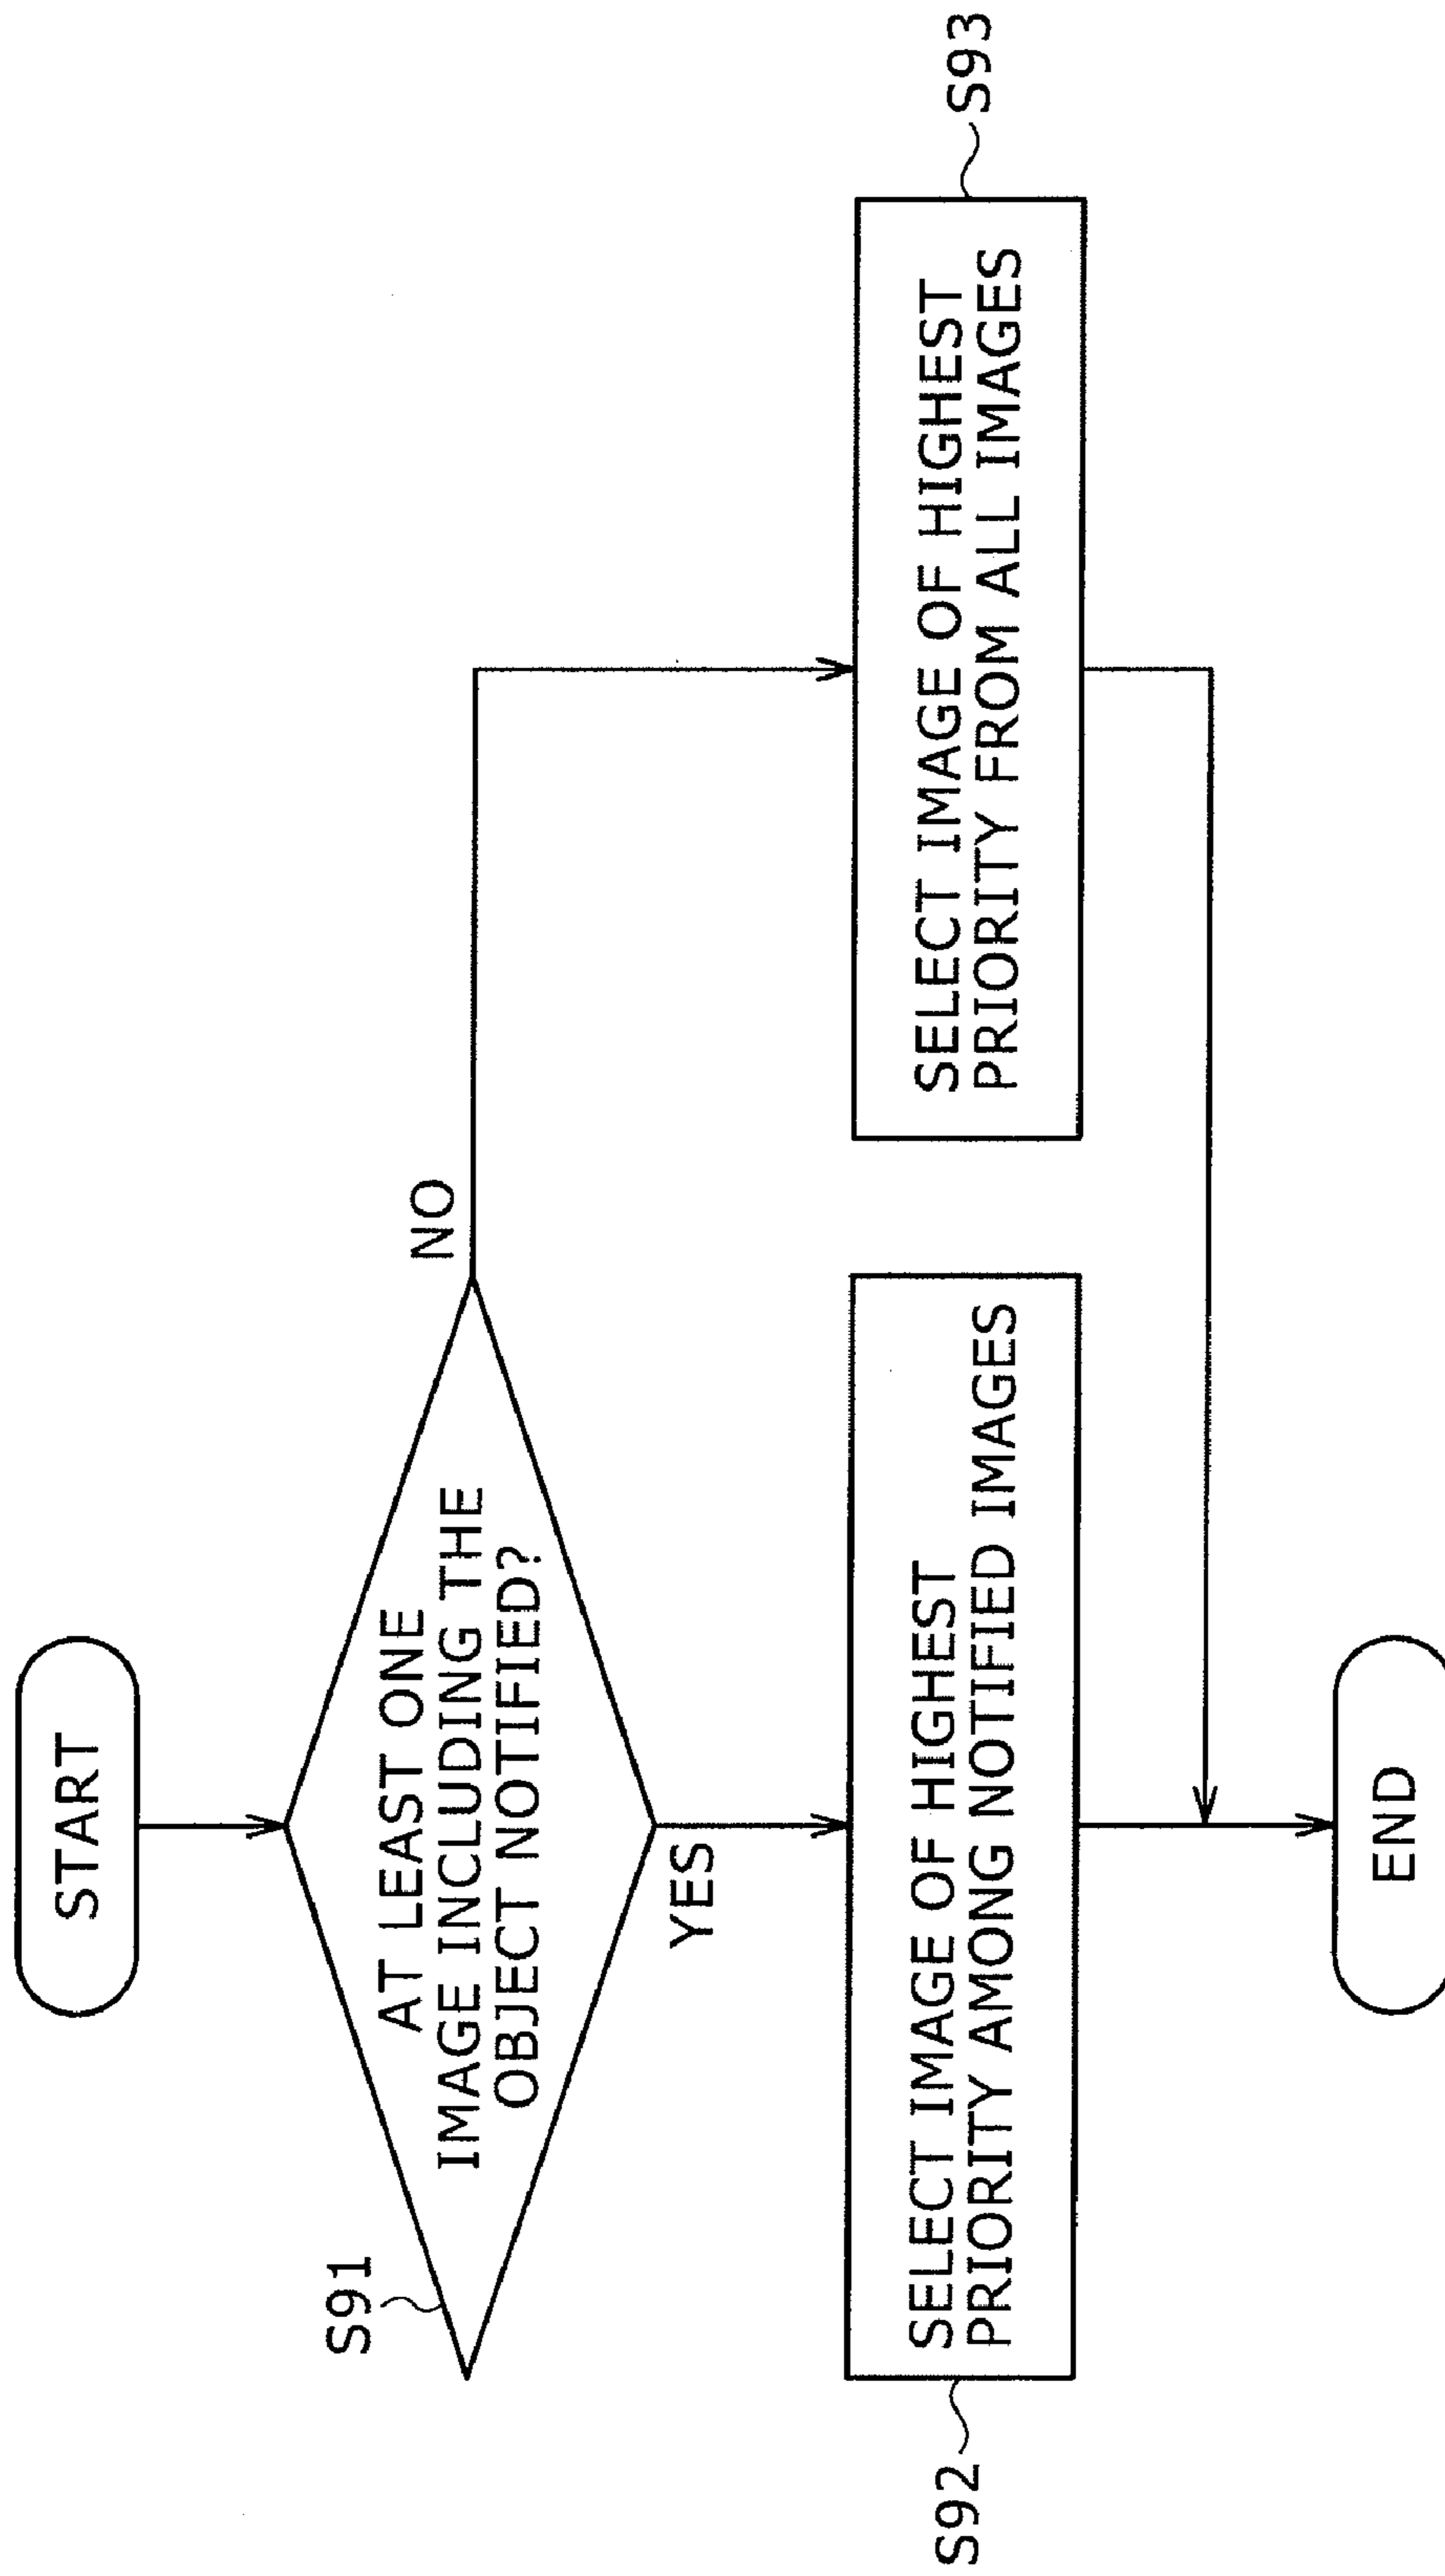 START
S91
AT LEAST ONE
IMAGE INCLUDING THE
OBJECT NOTIFIED?
NO
YES
S92
SELECT IMAGE OF HIGHEST
PRIORITY AMONG NOTIFIED IMAGES
SELECT IMAGE OF HIGHEST
PRIORITY FROM ALL IMAGES
S93
END